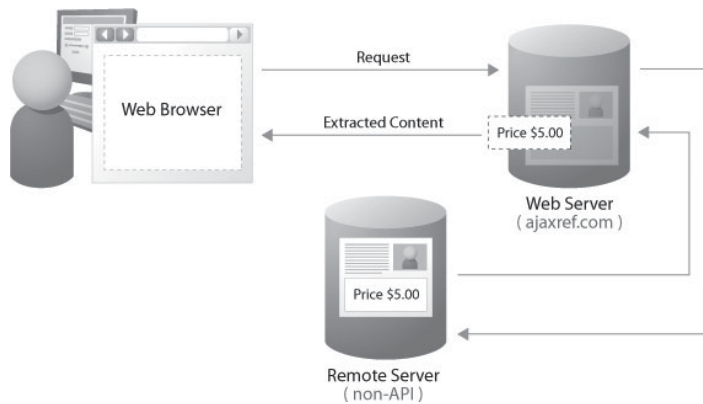 Web Browser
Request
Extracted Content
Price $5.00
Web Server
( ajaxref.com )
Price $5.00
Remote Server
( non-API )